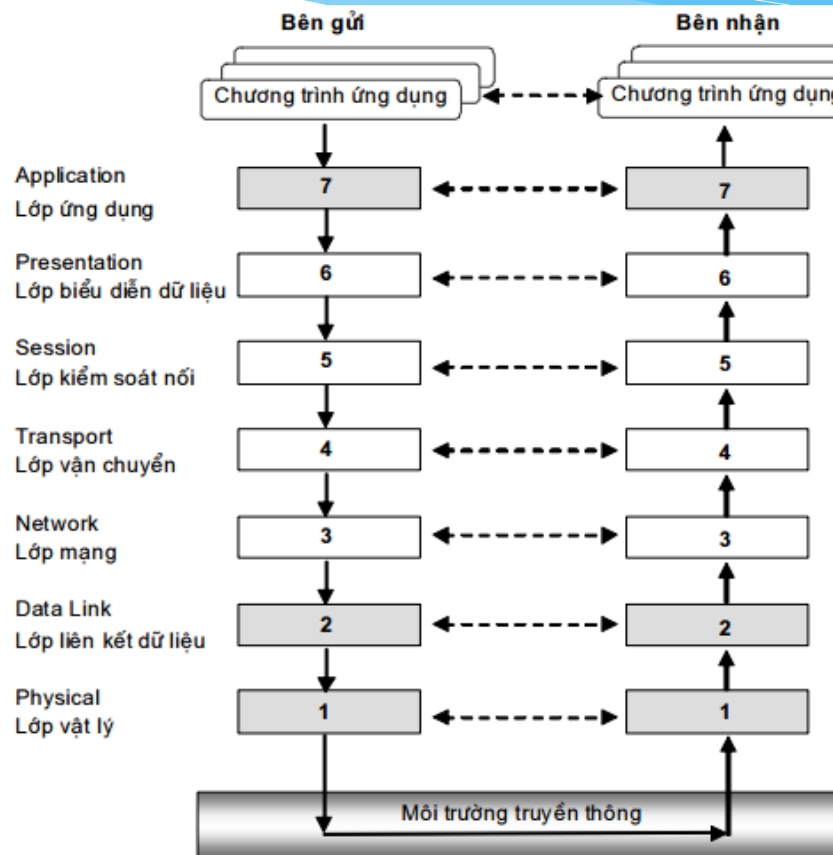 Bên gửi
Bên nhận
Chương trình ứng dụng
Chương trình ứng dụng
Application
Lớp ứng dụng
7
7
Presentation
Lớp biểu diễn dữ liệu
6
6
Session
Lớp kiểm soát nối
5
5
Transport
Lớp vận chuyển
4
4
Network
Lớp mạng
3
3
Data Link
Lớp liên kết dữ liệu
2
2
Physical
Lớp vật lý
1
1
Môi trường truyền thông